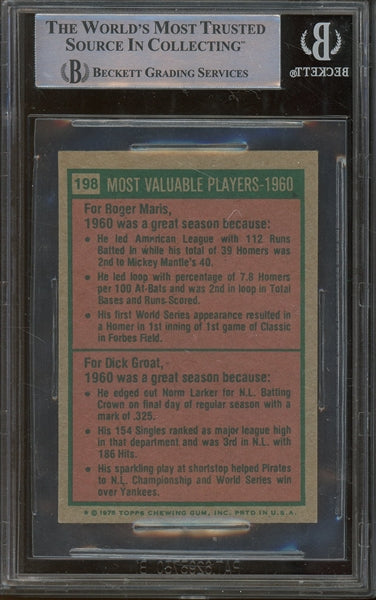 THE WORLD'S MOST TRUSTED
SOURCE IN COLLECTING™
BECKETT GRADING SERVICES
BECKETT®
198 MOST VALUABLE PLAYERS-1960
For Roger Maris,
1960 was a great season because:
● He led American League with 112 Runs
Batted In while his total of 39 Homers was
2nd to Mickey Mantle's 40.
● He led loop with percentage of 7.8 Homers
per 100 At-Bats and was 2nd in loop in Total
Bases and Runs Scored.
● His first World Series appearance resulted in
a Homer in 1st inning of 1st game of Classic
in Forbes Field.
For Dick Groat,
1960 was a great season because:
● He edged out Norm Larker for N.L. Batting
Crown on final day of regular season with a
mark of .325.
● His 154 Singles ranked as major league high
in that department and was 3rd in N.L. with
186 Hits.
● His sparkling play at shortstop helped Pirates
to N.L. Championship and World Series win
over Yankees.
★ © 1975 TOPPS CHEWING GUM, INC. PRTD. IN U.S.A.